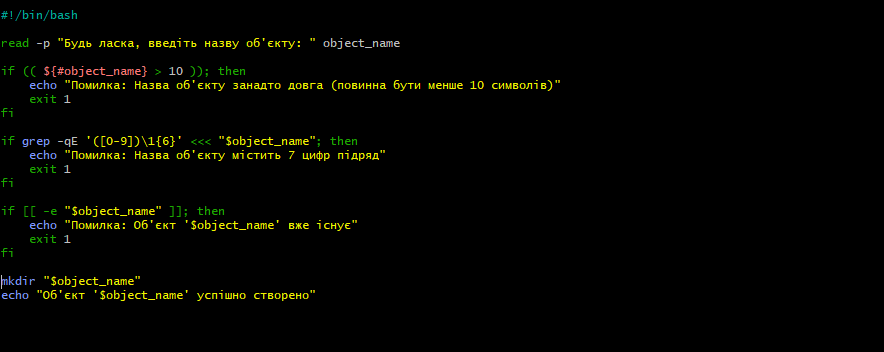 #!/bin/bash
read -p "Будь ласка, введіть назву об'єкту: " object_name
if (( ${#object_name} > 10 )); then
    echo "Помилка: Назва об'єкту занадто довга (повинна бути менше 10 символів)"
    exit 1
fi
if grep -qE '([0-9])\1{6}' <<< "$object_name"; then
    echo "Помилка: Назва об'єкту містить 7 цифр підряд"
    exit 1
fi
if [[ -e "$object_name" ]]; then
    echo "Помилка: Об'єкт '$object_name' вже існує"
    exit 1
fi
mkdir "$object_name"
echo "Об'єкт '$object_name' успішно створено"